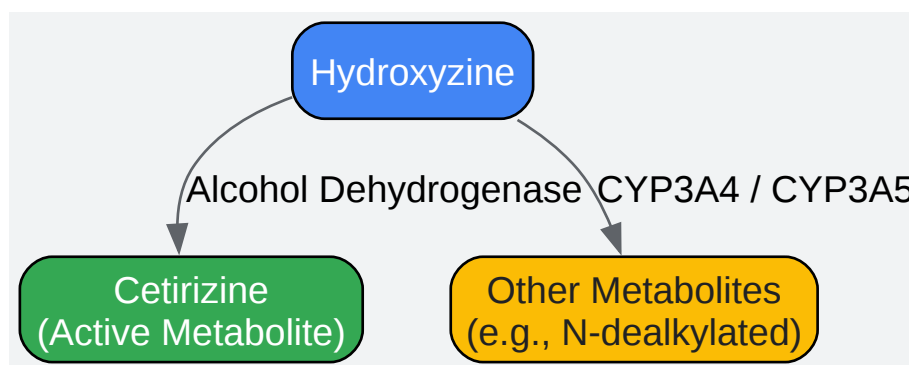 Hydroxyzine
Alcohol Dehydrogenase
CYP3A4 / CYP3A5
Cetirizine
(Active Metabolite)
Other Metabolites
(e.g., N-dealkylated)